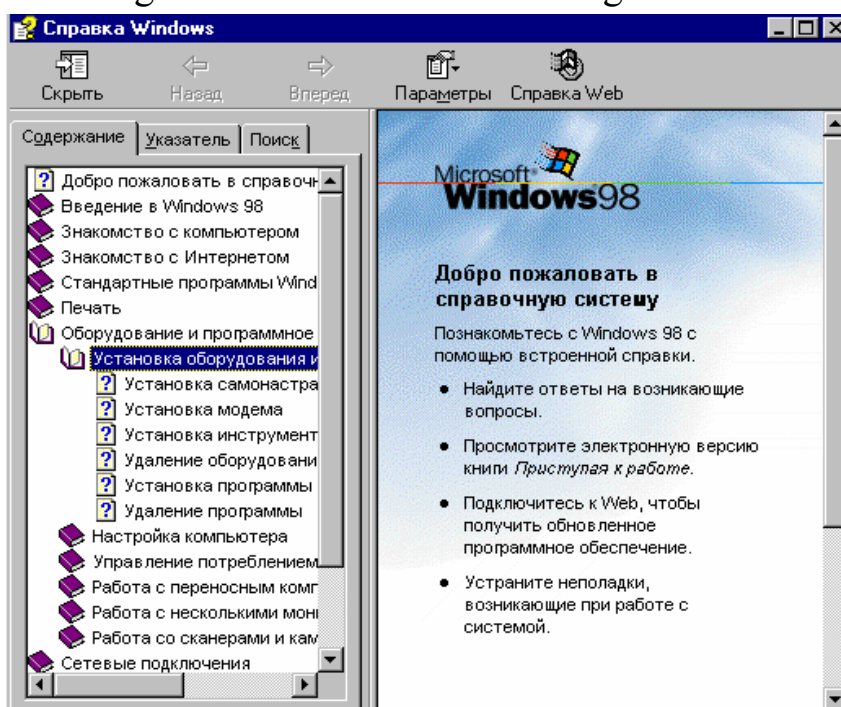 Справка Windows
Скрыть Назад Вперед Параметры Справка Web
Содержание Указатель Поиск
Добро пожаловать в справочн
Введение в Windows 98
Знакомство с компьютером
Знакомство с Интернетом
Стандартные программы Wind
Печать
Оборудование и программное
Установка оборудования и
Установка самонастра
Установка модема
Установка инструмент
Удаление оборудовани
Установка программы
Удаление программы
Настройка компьютера
Управление потреблением
Работа с переносным комп
Работа с несколькими мони
Работа со сканерами и кам
Сетевые подключения
Microsoft
Windows98
Добро пожаловать в
справочную систему
Познакомьтесь с Windows 98 с
помощью встроенной справки.
● Найдите ответы на возникающие
вопросы.
● Просмотрите электронную версию
книги Приступая к работе.
● Подключитесь к Web, чтобы
получить обновленное
программное обеспечение.
● Устраните неполадки,
возникающие при работе с
системой.